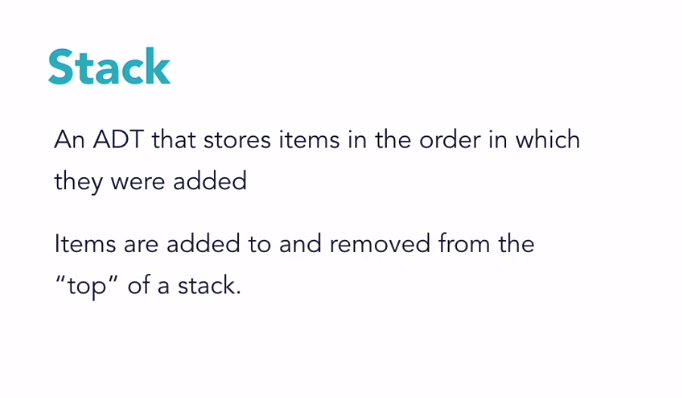 Stack
An ADT that stores items in the order in which
they were added
Items are added to and removed from the
“top” of a stack.